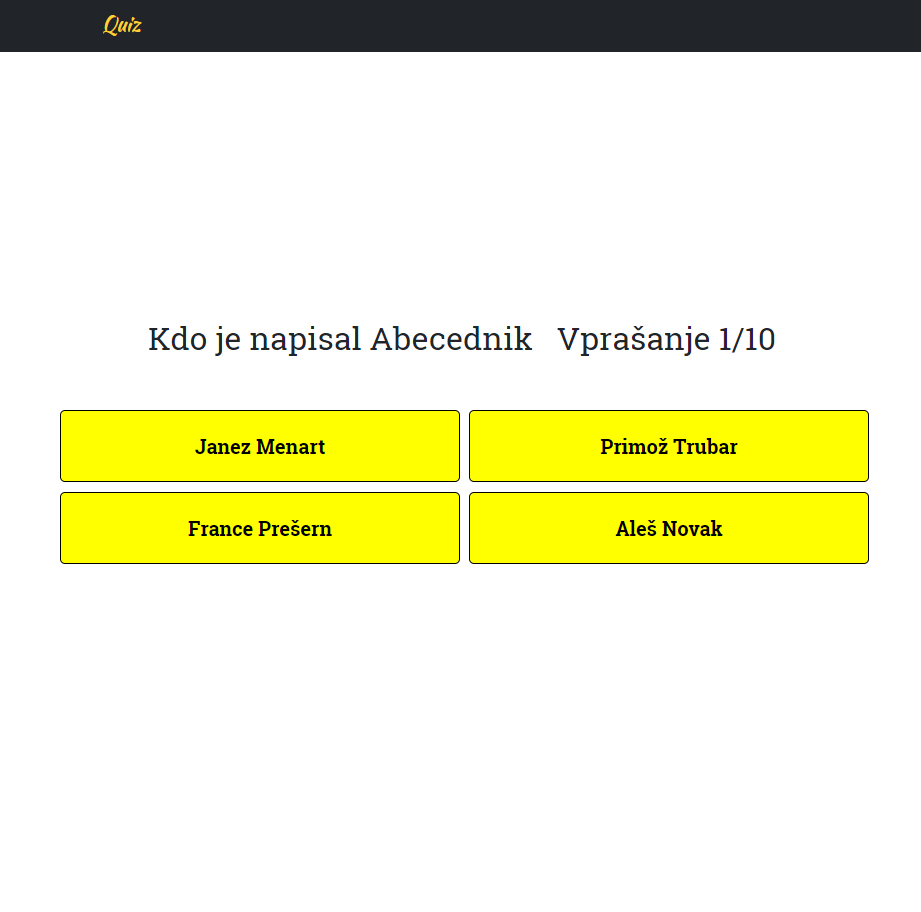 Quiz
Kdo je napisal Abecednik Vprašanje 1/10
Janez Menart
Primož Trubar
France Prešern
Aleš Novak